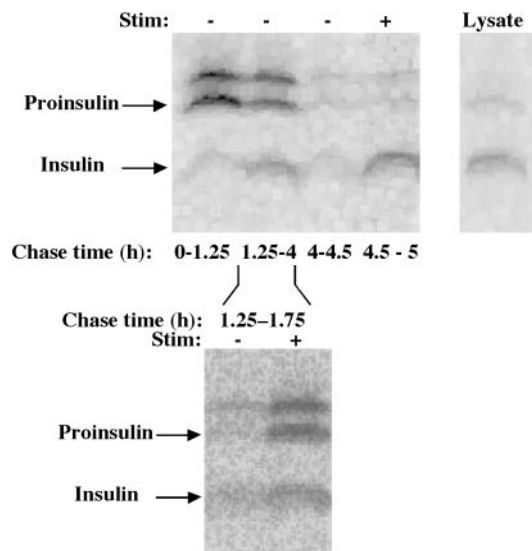 Stim: - - - + Lysate
Proinsulin
Insulin
Chase time (h): 0-1.25 1.25-4 4-4.5 4.5 - 5
Chase time (h): 1.25–1.75
Stim: - +
Proinsulin
Insulin